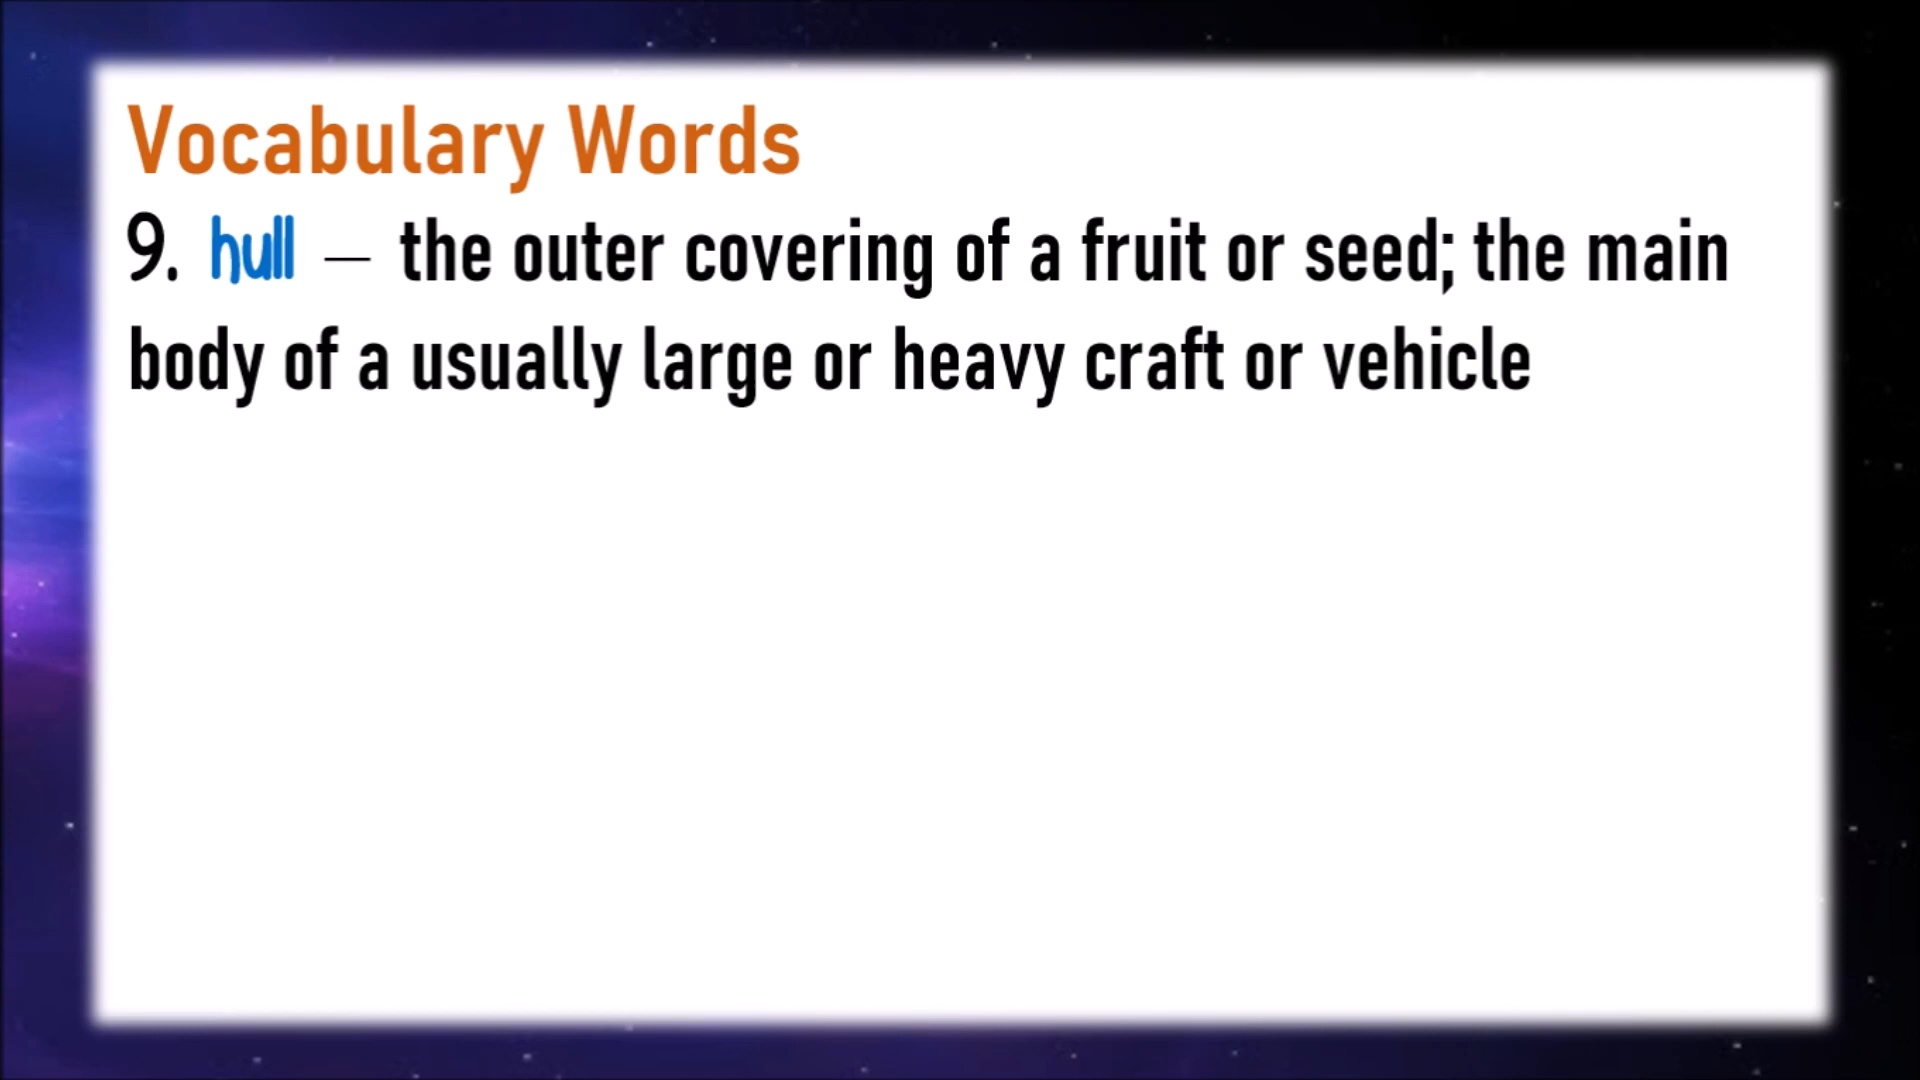 Vocabulary Words
9. hull – the outer covering of a fruit or seed; the main
body of a usually large or heavy craft or vehicle